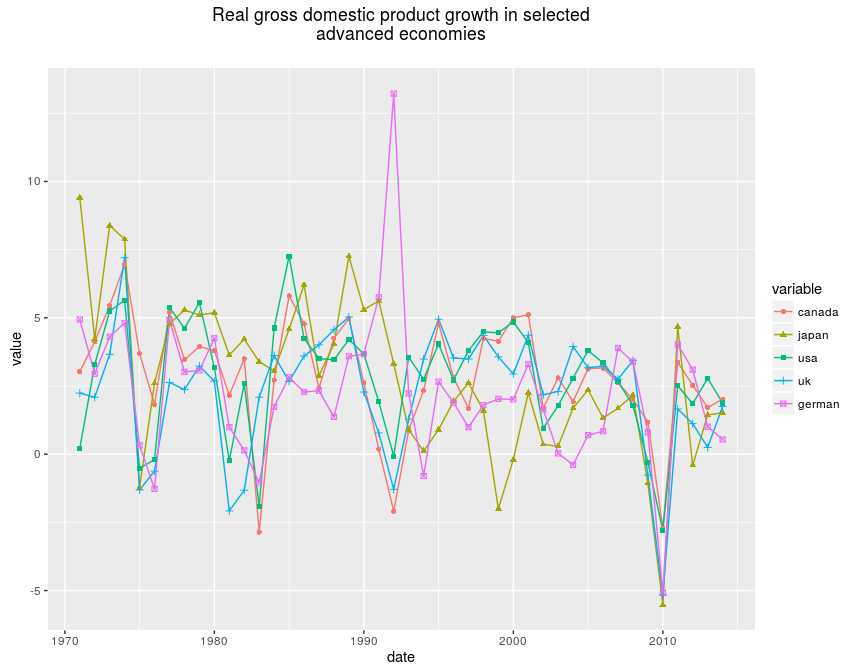 Real gross domestic product growth in selected
advanced economies
value
10
5
0
-5
1970
1980
1990
2000
2010
date
variable
canada
japan
usa
uk
german